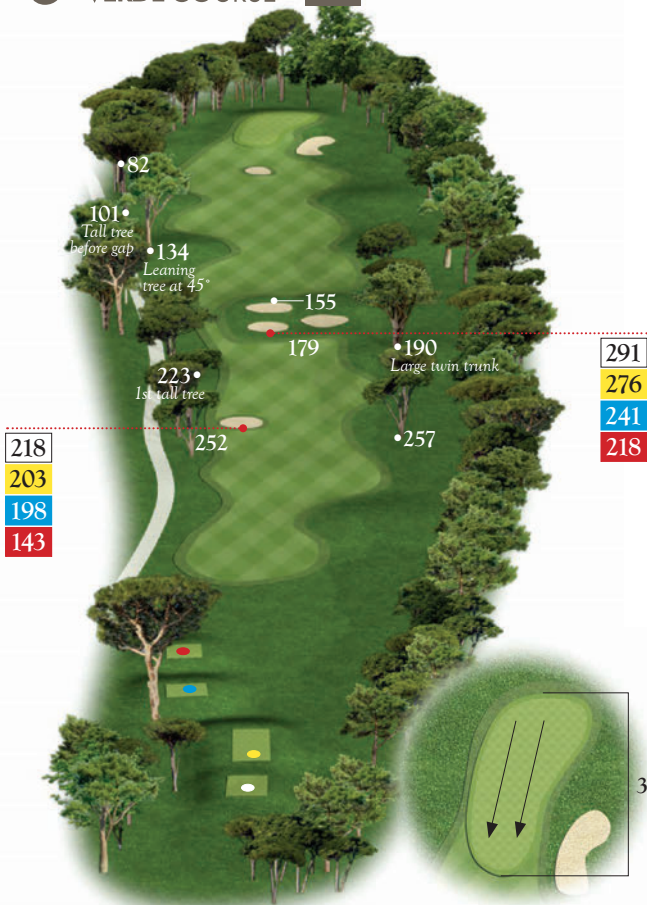 VERDE COURSE
82
101
Tall tree
before gap
134
Leaning
tree at 45°
155
179
190
Large twin trunk
291
276
241
218
223
1st tall tree
252
257
218
203
198
143
3